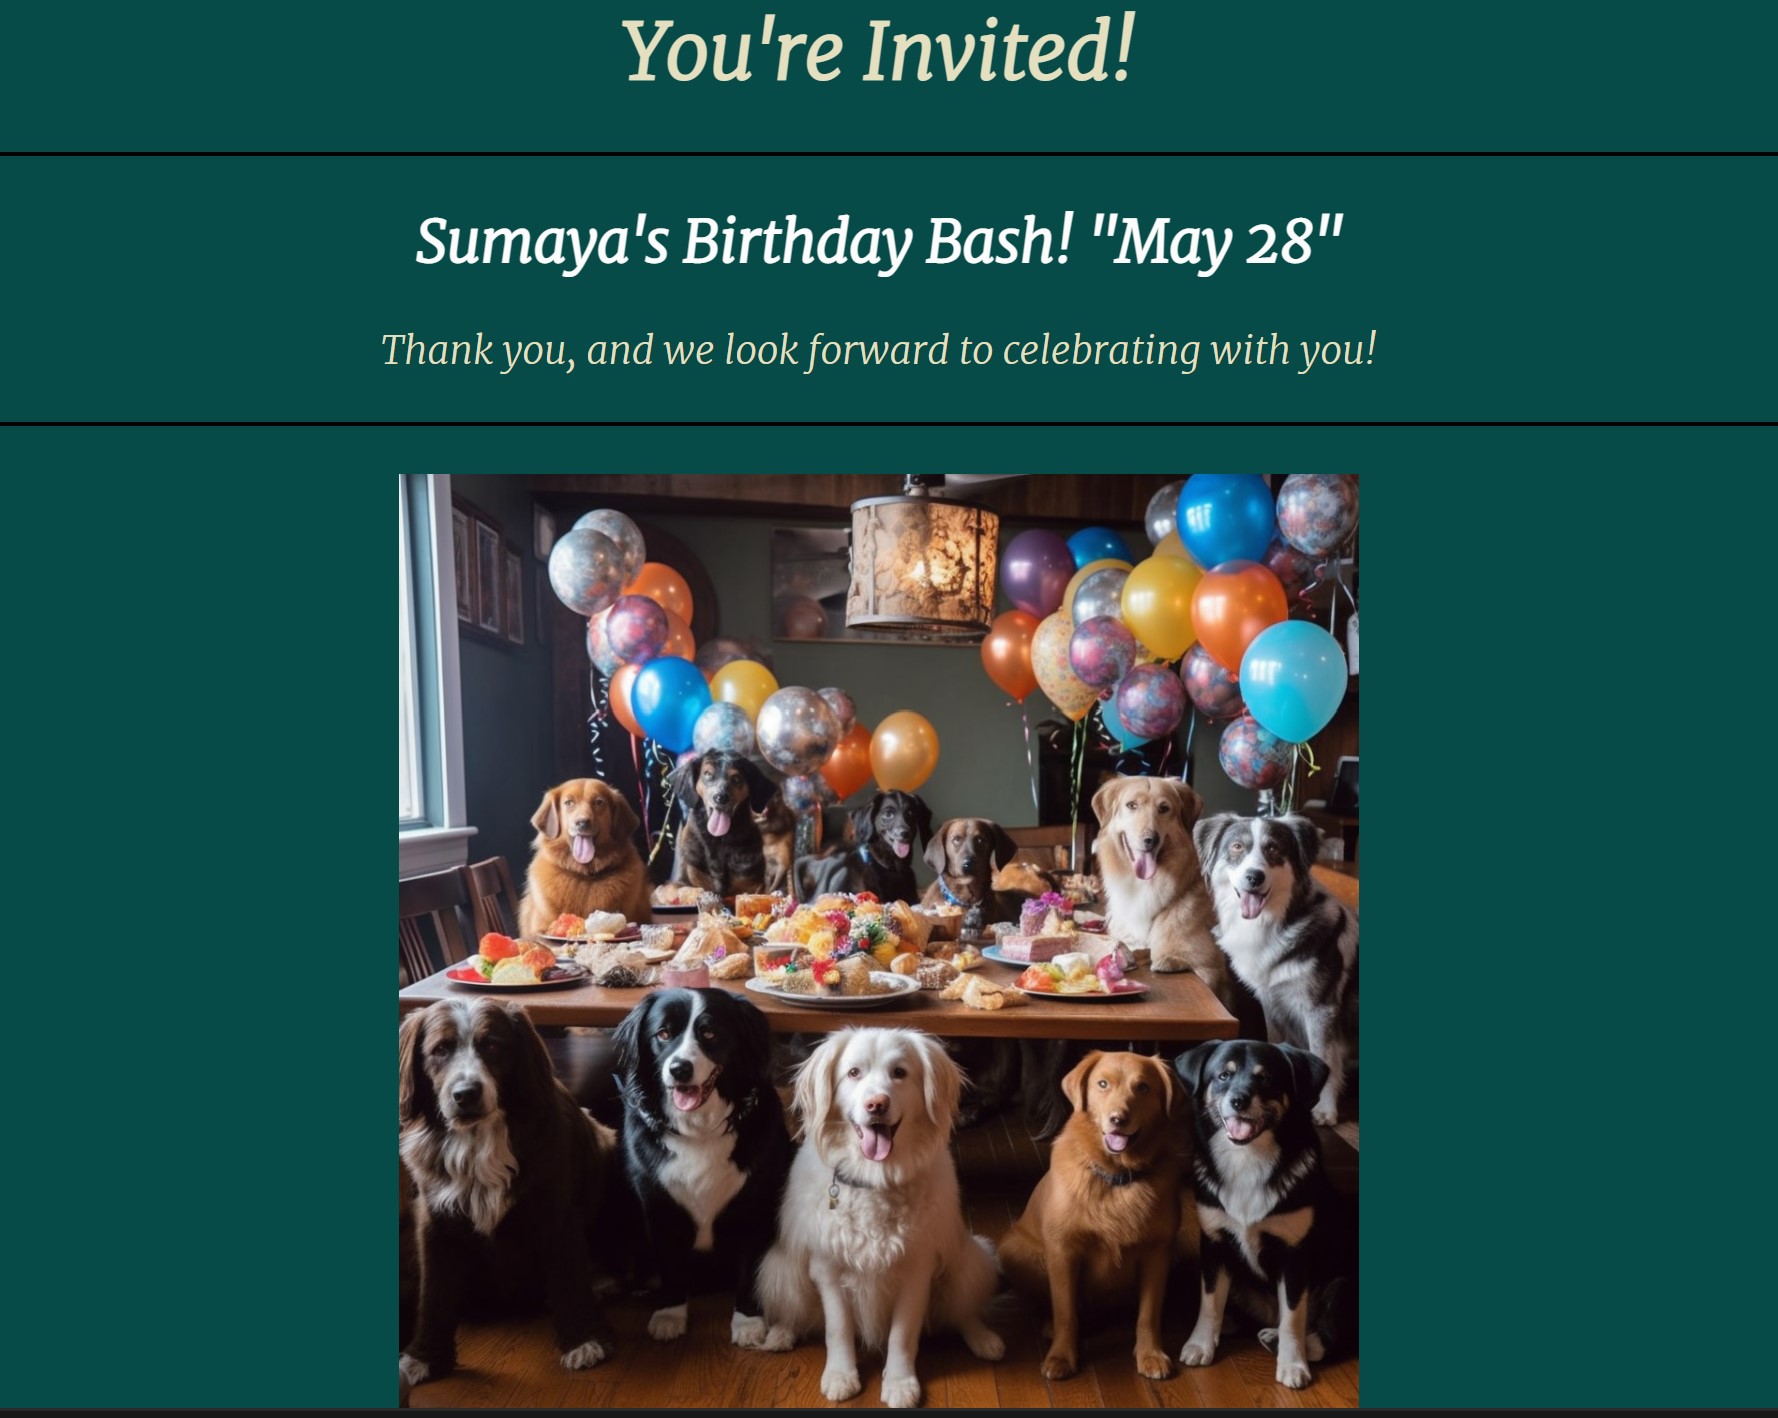 You're Invited!
Sumaya's Birthday Bash! "May 28"
Thank you, and we look forward to celebrating with you!